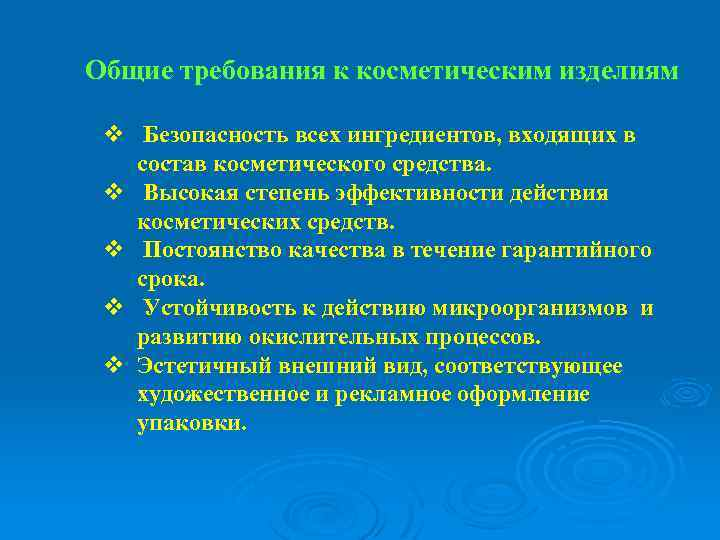 Общие требования к косметическим изделиям
❖ Безопасность всех ингредиентов, входящих в
состав косметического средства.
❖ Высокая степень эффективности действия
косметических средств.
❖ Постоянство качества в течение гарантийного
срока.
❖ Устойчивость к действию микроорганизмов и
развитию окислительных процессов.
❖ Эстетичный внешний вид, соответствующее
художественное и рекламное оформление
упаковки.